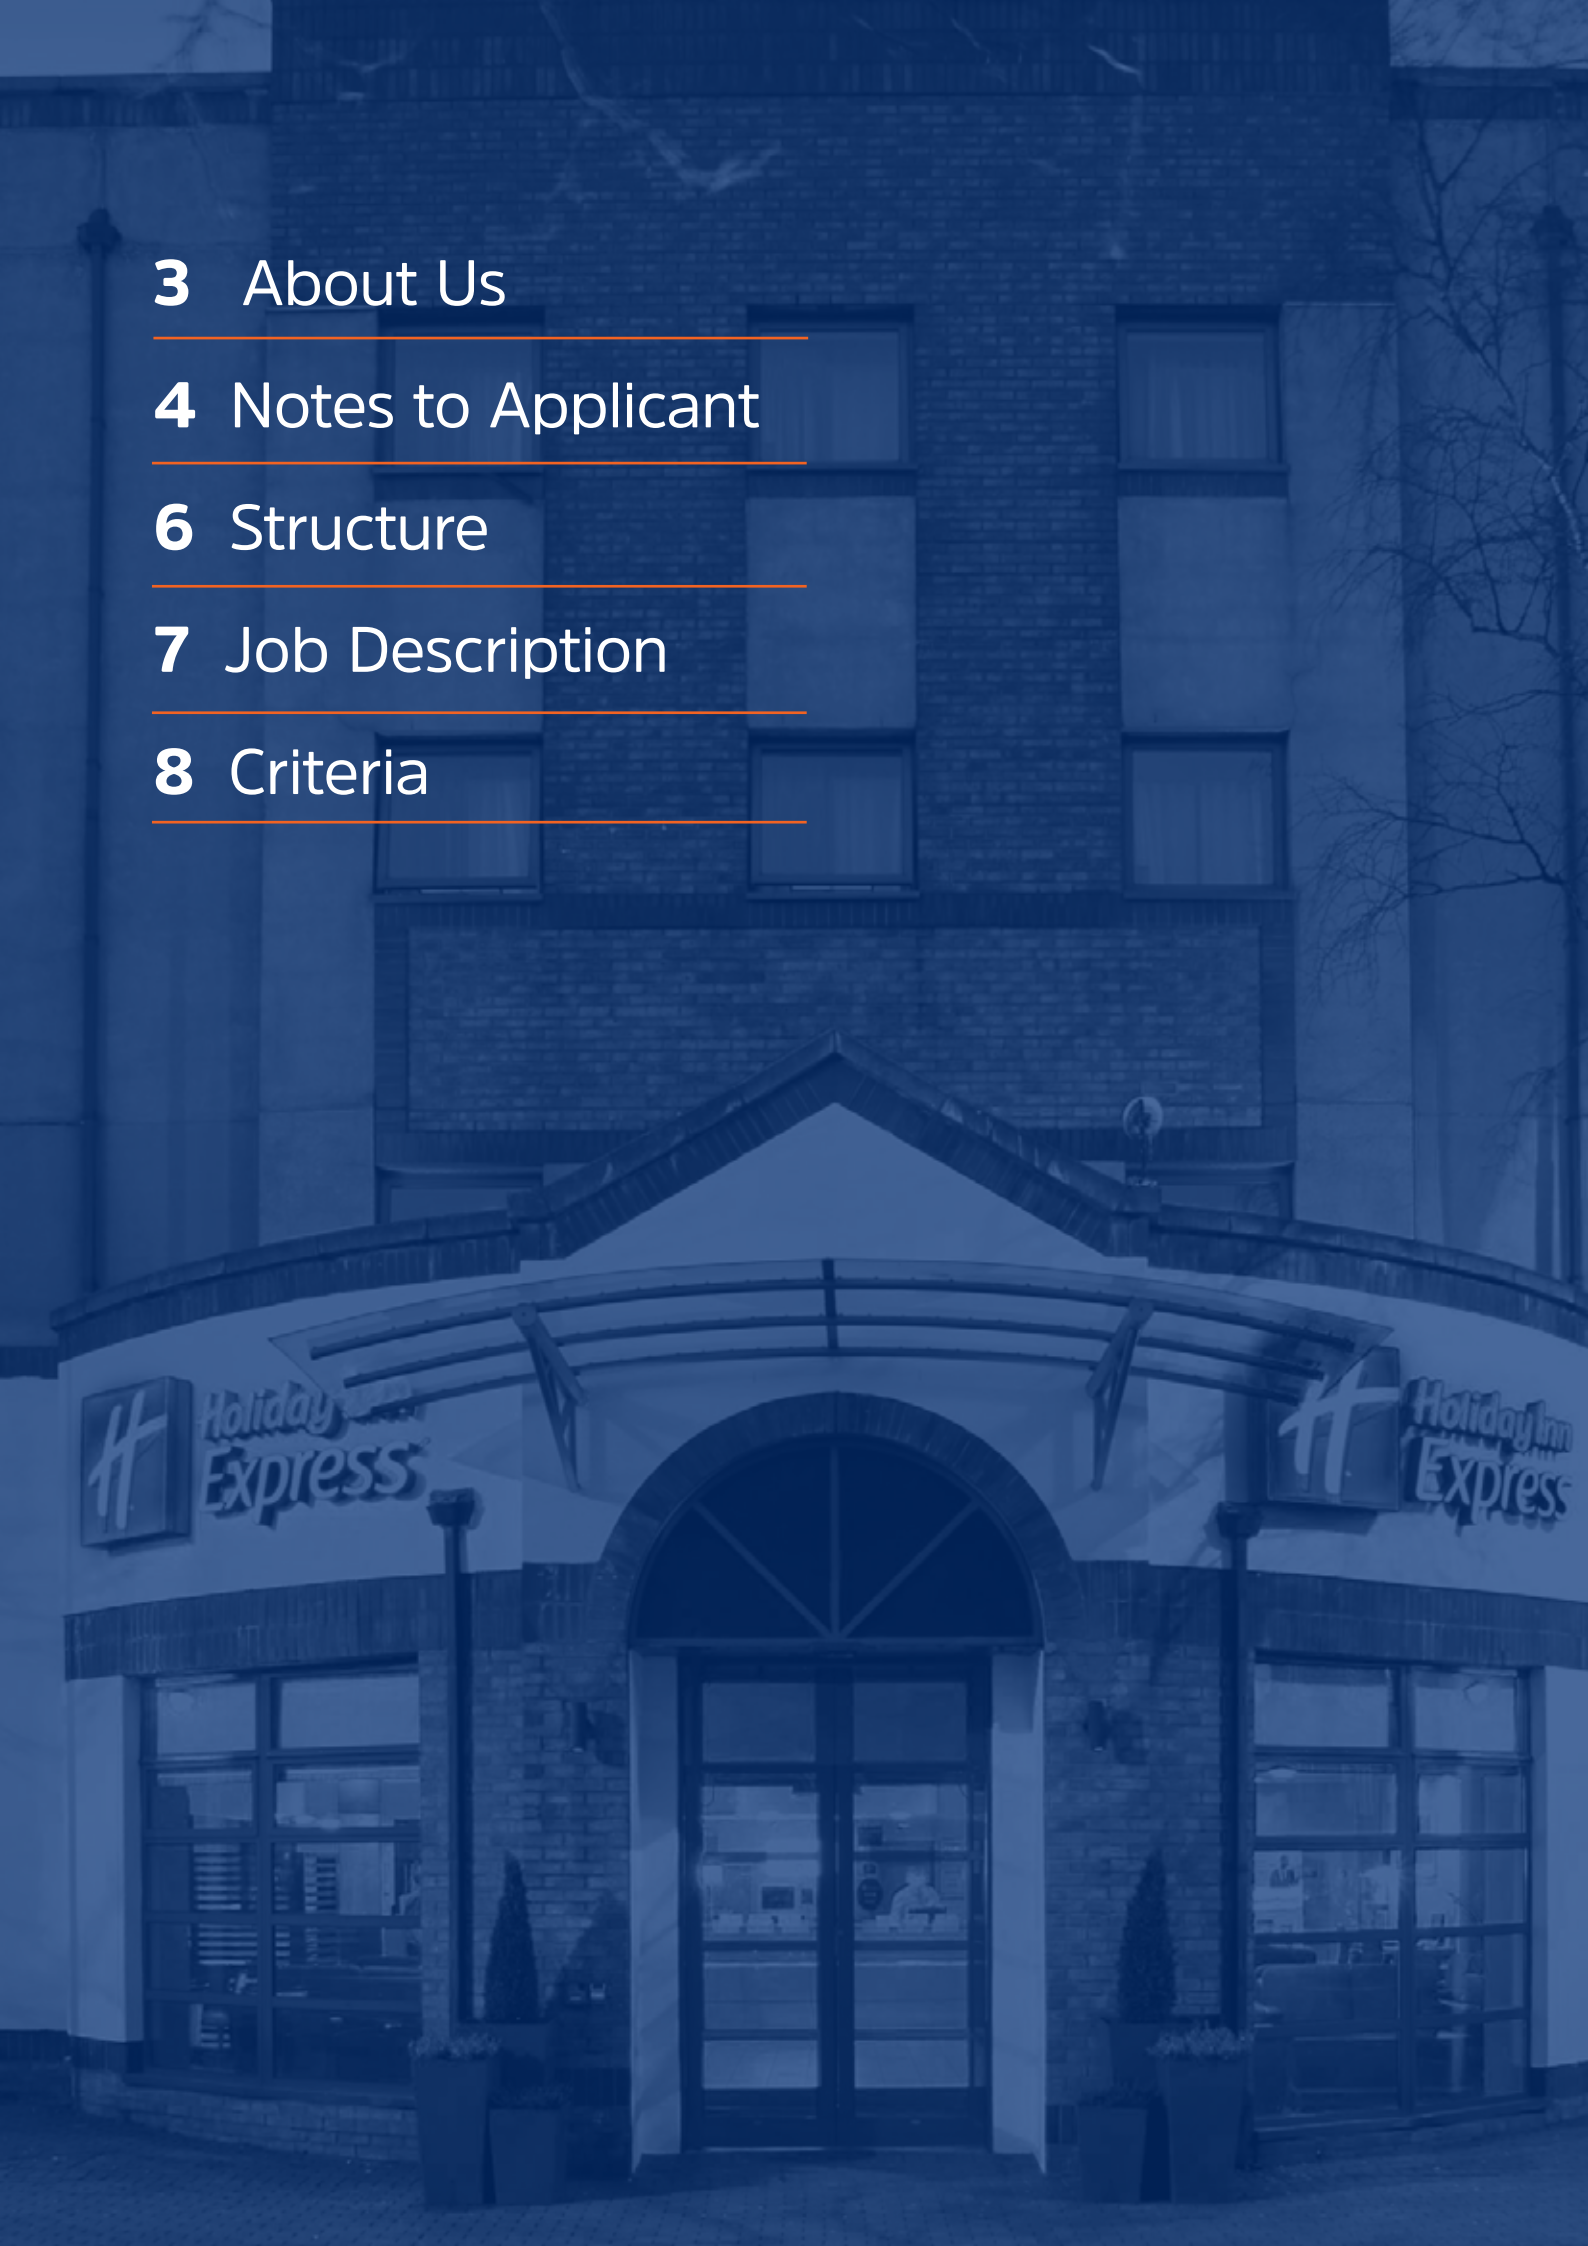 3 About Us
4 Notes to Applicant
6 Structure
7 Job Description
8 Criteria
Holiday Inn
Express
Holiday Inn
Express